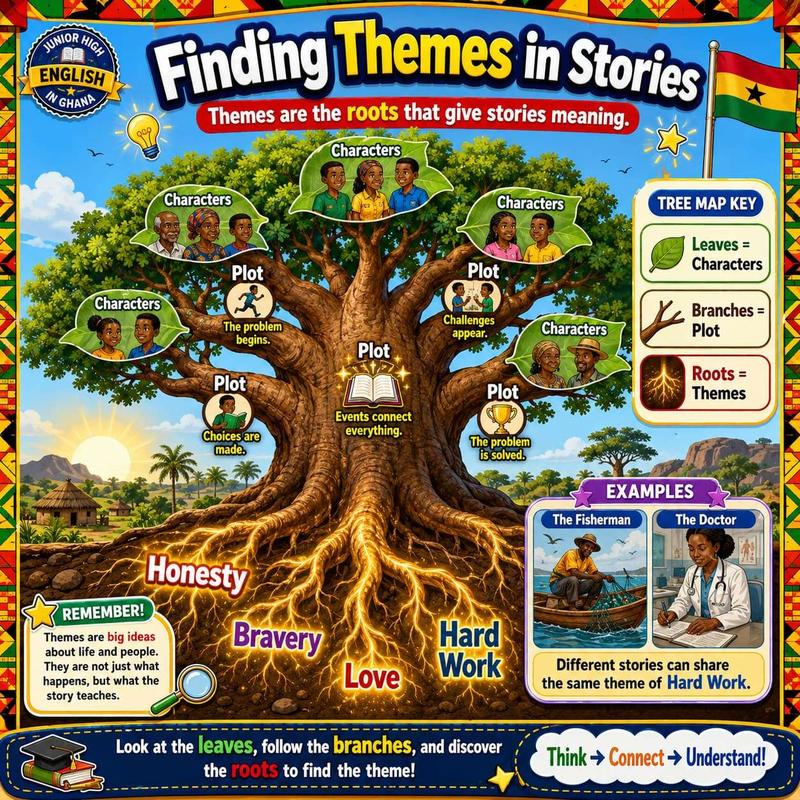 JUNIOR HIGH
ENGLISH
IN GHANA
Finding Themes in Stories
Themes are the roots that give stories meaning.
Characters
Characters
Characters
Characters
Characters
Plot
The problem
begins.
Plot
Challenges
appear.
Plot
Events connect
everything.
Plot
Choices are
made.
Plot
The problem
is solved.
TREE MAP KEY
Leaves =
Characters
Branches =
Plot
Roots =
Themes
Honesty
Bravery
Love
Hard
Work
REMEMBER!
Themes are big ideas
about life and people.
They are not just what
happens, but what the
story teaches.
EXAMPLES
The Fisherman
The Doctor
Different stories can share
the same theme of Hard Work.
Look at the leaves, follow the branches, and discover
the roots to find the theme!
Think → Connect → Understand!